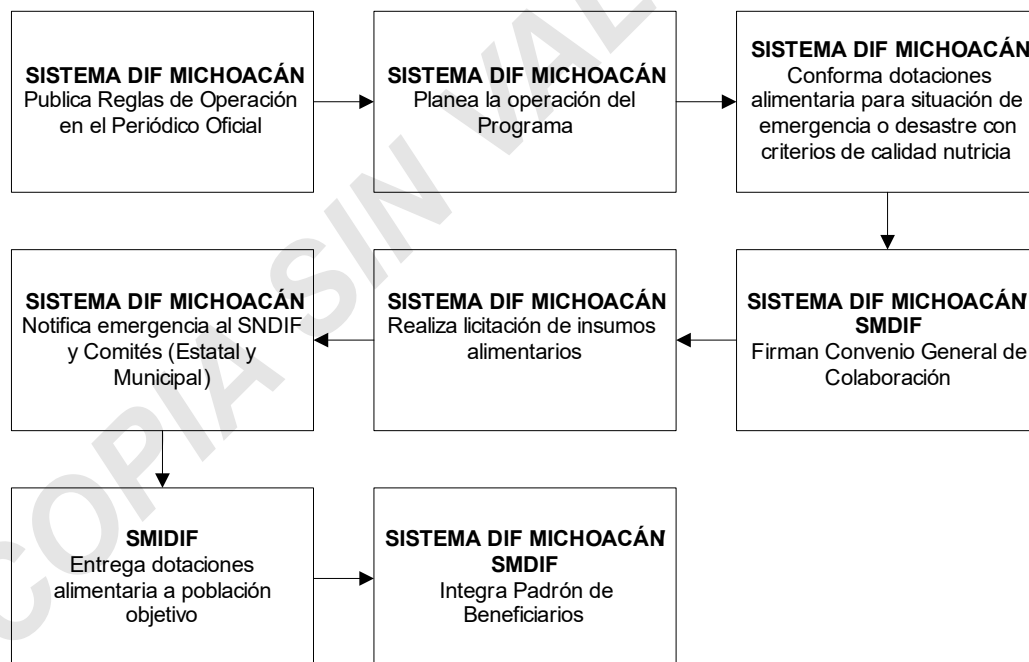 SISTEMA DIF MICHOACÁN
Publica Reglas de Operación
en el Periódico Oficial
SISTEMA DIF MICHOACÁN
Planea la operación del
Programa
SISTEMA DIF MICHOACÁN
Conforma dotaciones
alimentaria para situación de
emergencia o desastre con
criterios de calidad nutricia
SISTEMA DIF MICHOACÁN
SMDIF
Firman Convenio General de
Colaboración
SISTEMA DIF MICHOACÁN
Realiza licitación de insumos
alimentarios
SISTEMA DIF MICHOACÁN
Notifica emergencia al SNDIF
y Comités (Estatal y
Municipal)
SMIDIF
Entrega dotaciones
alimentaria a población
objetivo
SISTEMA DIF MICHOACÁN
SMDIF
Integra Padrón de
Beneficiarios
COPIA SIN VAL